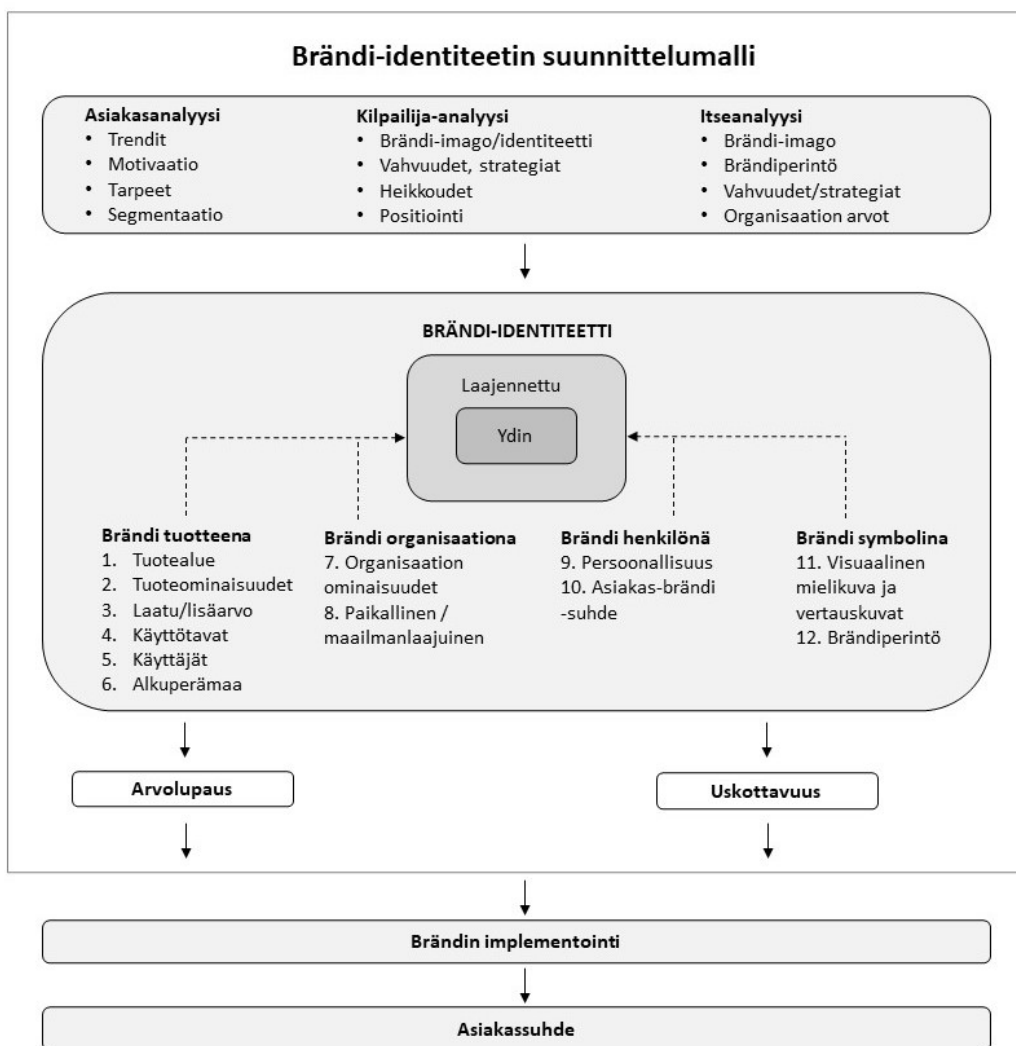 Brändi-identiteetin suunnittelumalli
Asiakasanalyysi
• Trendit
• Motivaatio
• Tarpeet
• Segmentaatio
Kilpailija-analyysi
• Brändi-imago/identiteetti
• Vahvuudet, strategiat
• Heikkoudet
• Positiointi
Itseanalyysi
• Brändi-imago
• Brändiperintö
• Vahvuudet/strategiat
• Organisaation arvot
BRÄNDI-IDENTITEETTI
Laajennettu
Ydin
Brändi tuotteena
1. Tuotealue
2. Tuoteominaisuudet
3. Laatu/lisäarvo
4. Käyttötavat
5. Käyttäjät
6. Alkuperämaa
Brändi organisaationa
7. Organisaation
ominaisuudet
8. Paikallinen /
maailmanlaajuinen
Brändi henkilönä
9. Persoonallisuus
10. Asiakas-brändi
-suhde
Brändi symbolina
11. Visuaalinen
mielikuva ja
vertauskuvat
12. Brändiperintö
Arvolupaus
Uskottavuus
Brändin implementointi
Asiakassuhde